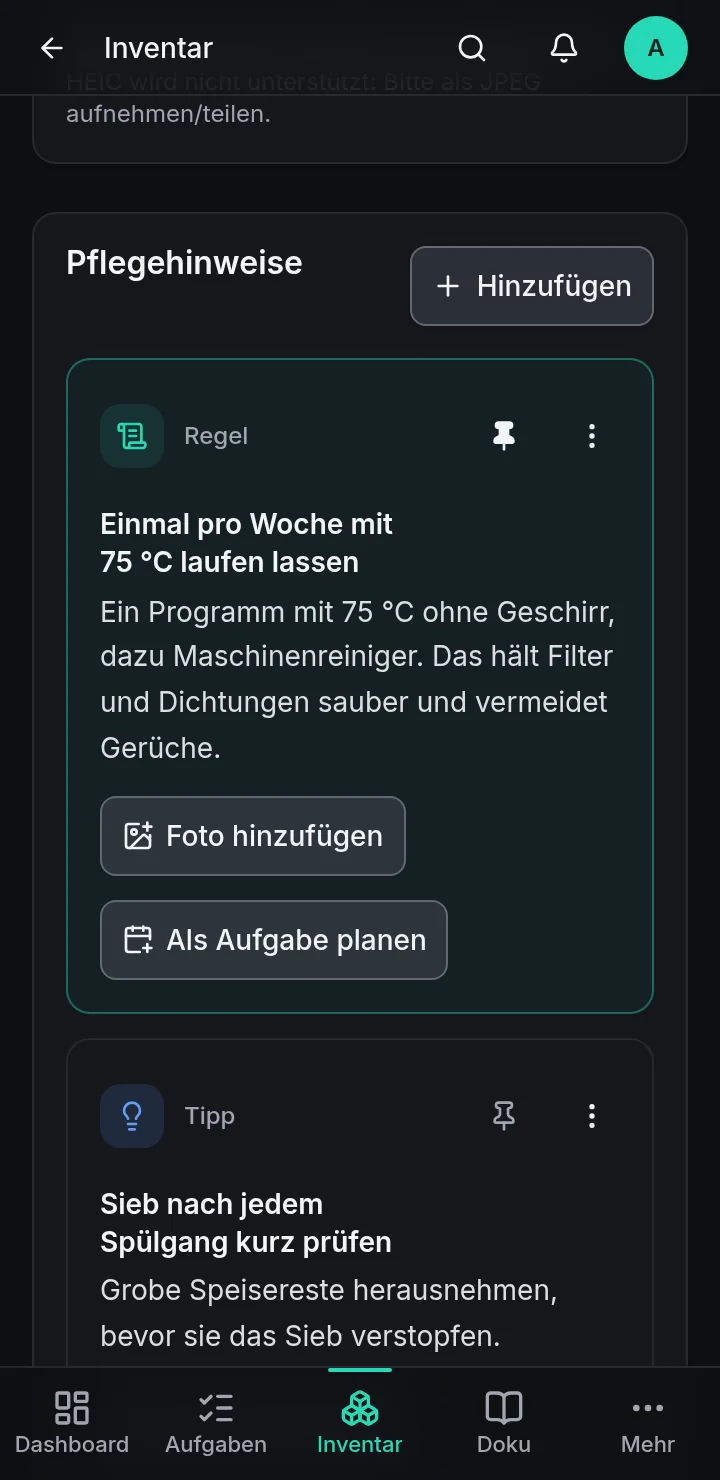 Inventar
A
HEIC wird nicht unterstützt: Bitte als JPEG
aufnehmen/teilen.
Pflegehinweise
Hinzufügen
Regel
Einmal pro Woche mit
75 °C laufen lassen
Ein Programm mit 75 °C ohne Geschirr,
dazu Maschinenreiniger. Das hält Filter
und Dichtungen sauber und vermeidet
Gerüche.
Foto hinzufügen
Als Aufgabe planen
Tipp
Sieb nach jedem
Spülgang kurz prüfen
Grobe Speisereste herausnehmen,
bevor sie das Sieb verstopfen.
Dashboard
Aufgaben
Inventar
Doku
Mehr